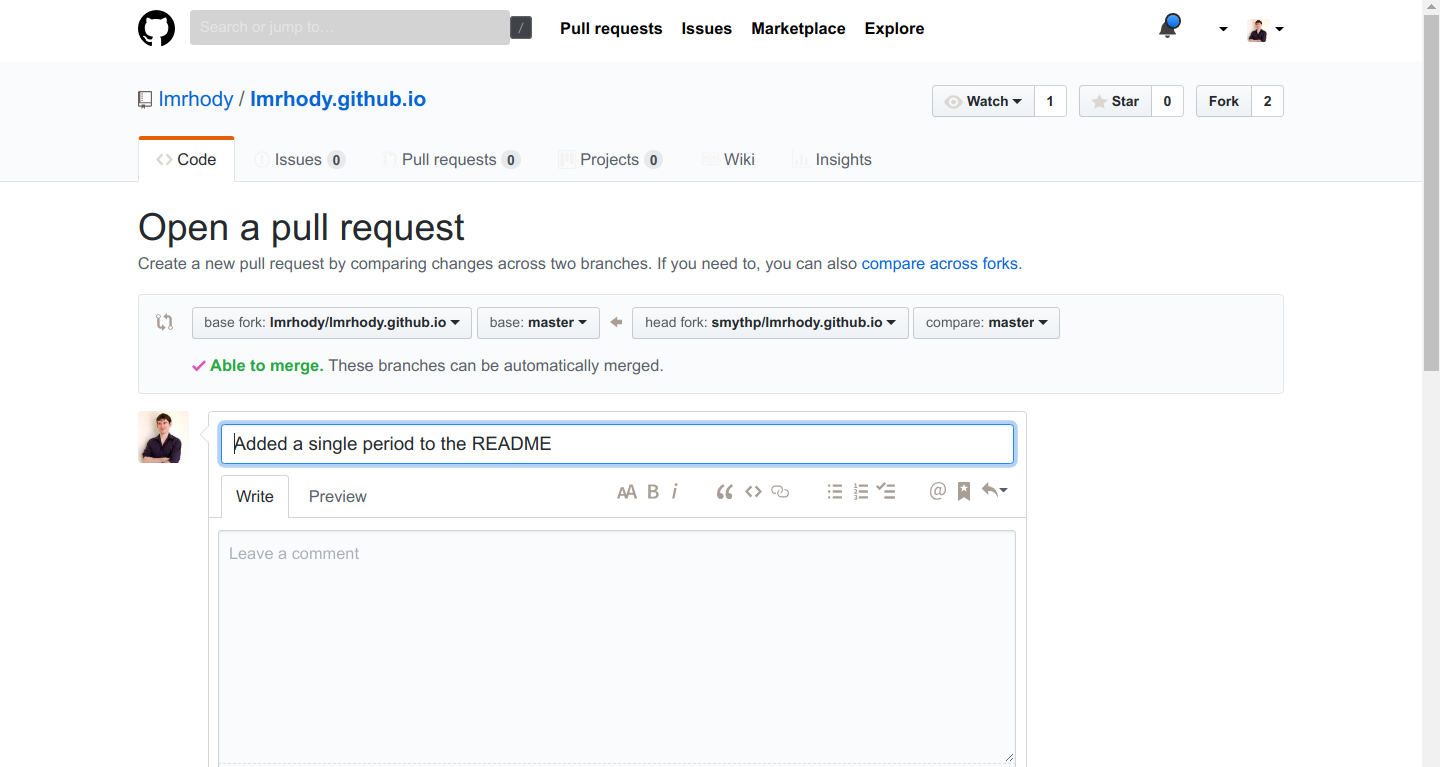 Search or jump to… / Pull requests Issues Marketplace Explore
lmrhody / lmrhody.github.io Watch 1 Star 0 Fork 2
Code Issues 0 Pull requests 0 Projects 0 Wiki Insights
Open a pull request
Create a new pull request by comparing changes across two branches. If you need to, you can also compare across forks.
base fork: lmrhody/lmrhody.github.io base: master head fork: smythp/lmrhody.github.io compare: master
Able to merge. These branches can be automatically merged.
Added a single period to the README
Write Preview AA B i @
Leave a comment